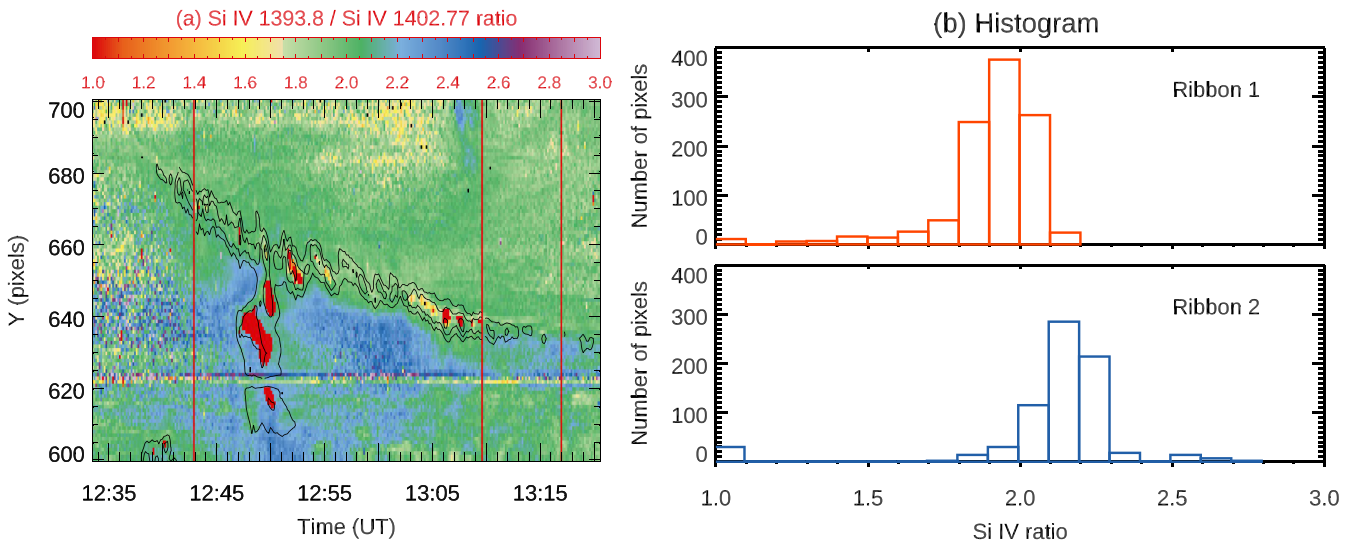 (a) Si IV 1393.8 / Si IV 1402.77 ratio
1.0 1.2 1.4 1.6 1.8 2.0 2.2 2.4 2.6 2.8 3.0
700
680
660
640
620
600
Y (pixels)
12:35 12:45 12:55 13:05 13:15
Time (UT)
(b) Histogram
400
300
200
100
0
Number of pixels
Ribbon 1
400
300
200
100
0
Number of pixels
Ribbon 2
1.0 1.5 2.0 2.5 3.0
Si IV ratio